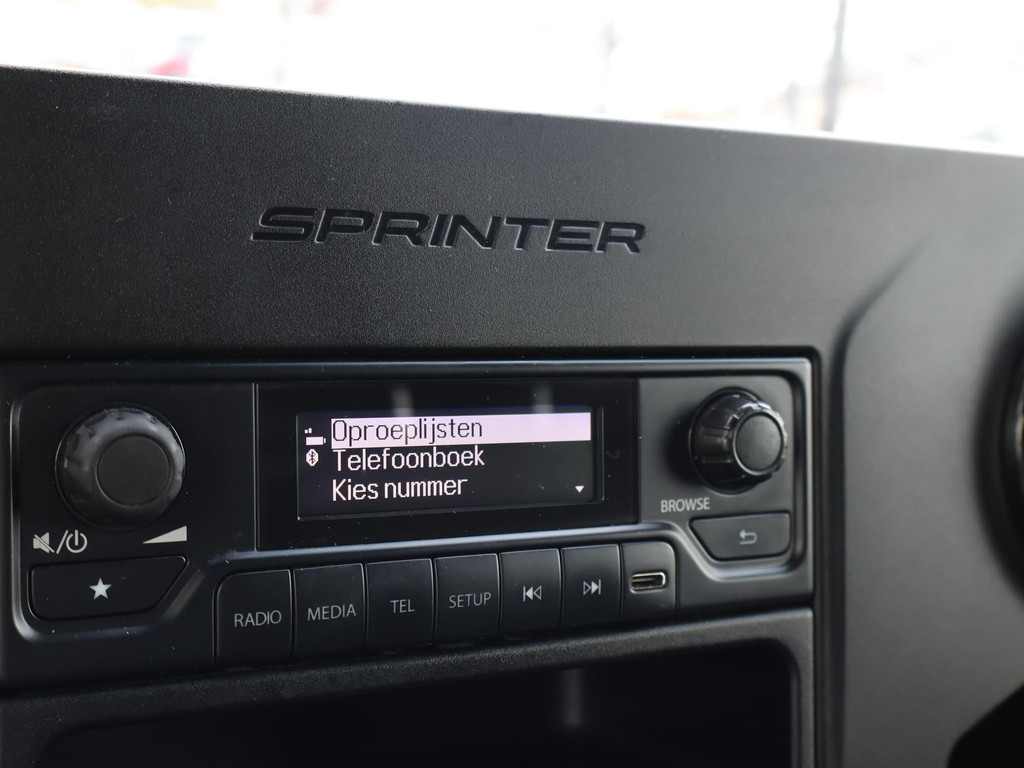 SPRINTER
Oproeplijsten
Telefoonboek
Kies nummer
BROWSE
RADIO
MEDIA
TEL
SETUP